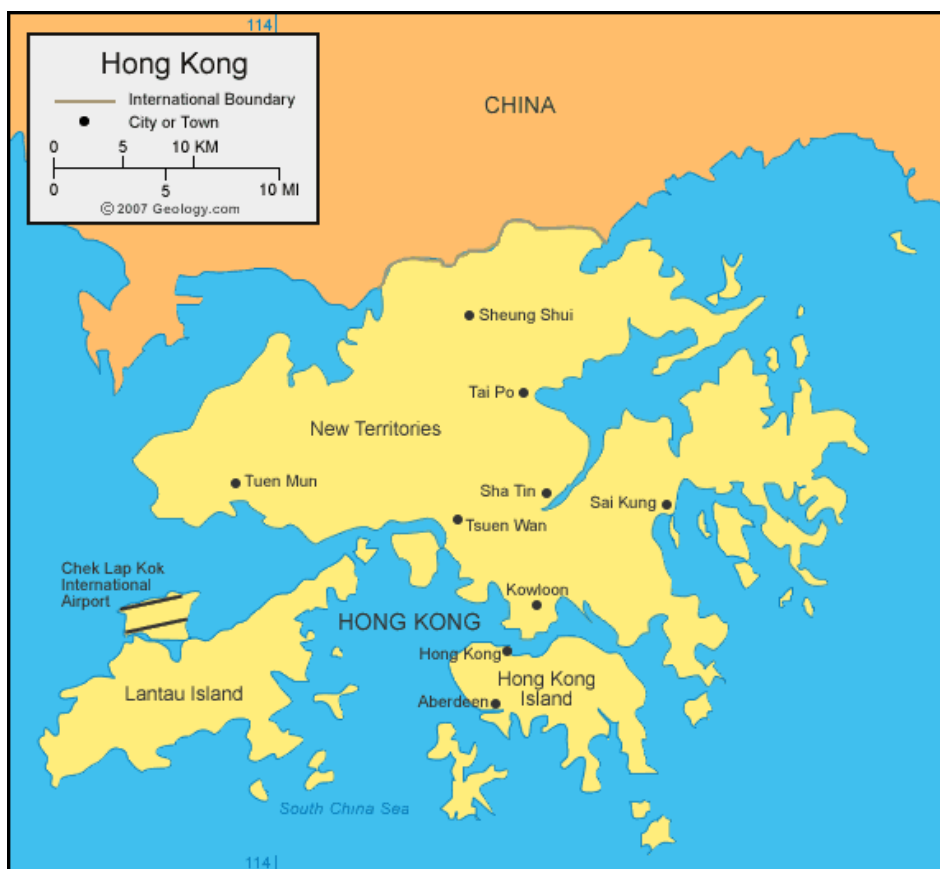 114
Hong Kong
International Boundary
City or Town
0 5 10 KM
0 5 10 MI
© 2007 Geology.com
CHINA
Sheung Shui
Tai Po
New Territories
Tuen Mun
Sha Tin
Sai Kung
Tsuen Wan
Chek Lap Kok
International
Airport
Kowloon
HONG KONG
Hong Kong
Hong Kong
Island
Lantau Island
Aberdeen
South China Sea
114